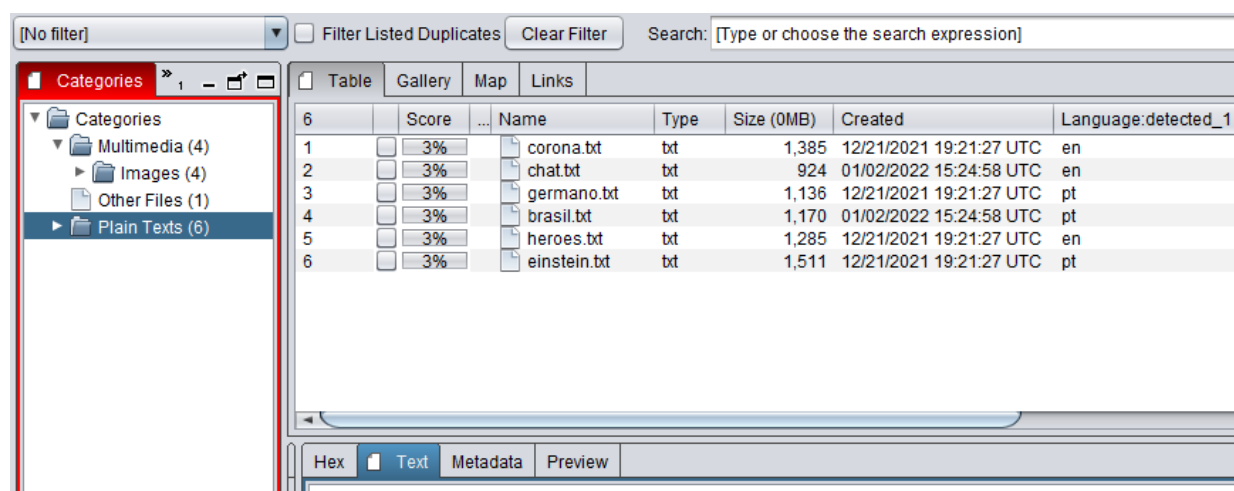 [No filter] Filter Listed Duplicates Clear Filter Search: [Type or choose the search expression]
Categories » 1 Table Gallery Map Links
Categories
Multimedia (4)
Images (4)
Other Files (1)
Plain Texts (6)
6 Score ... Name Type Size (0MB) Created Language:detected_1
1 3% corona.txt txt 1,385 12/21/2021 19:21:27 UTC en
2 3% chat.txt txt 924 01/02/2022 15:24:58 UTC en
3 3% germano.txt txt 1,136 12/21/2021 19:21:27 UTC pt
4 3% brasil.txt txt 1,170 01/02/2022 15:24:58 UTC pt
5 3% heroes.txt txt 1,285 12/21/2021 19:21:27 UTC en
6 3% einstein.txt txt 1,511 12/21/2021 19:21:27 UTC pt
Hex Text Metadata Preview